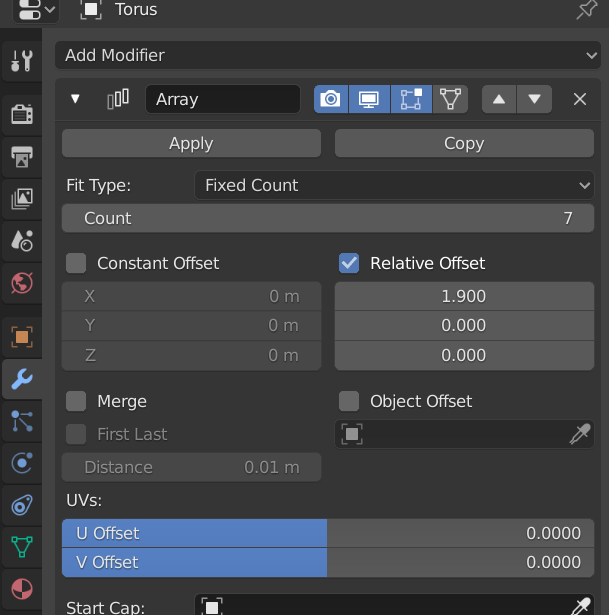 Torus
Add Modifier
Array
Apply Copy
Fit Type: Fixed Count
Count 7
Constant Offset Relative Offset
X 0 m 1.900
Y 0 m 0.000
Z 0 m 0.000
Merge Object Offset
First Last
Distance 0.01 m
UVs:
U Offset 0.0000
V Offset 0.0000
Start Cap: